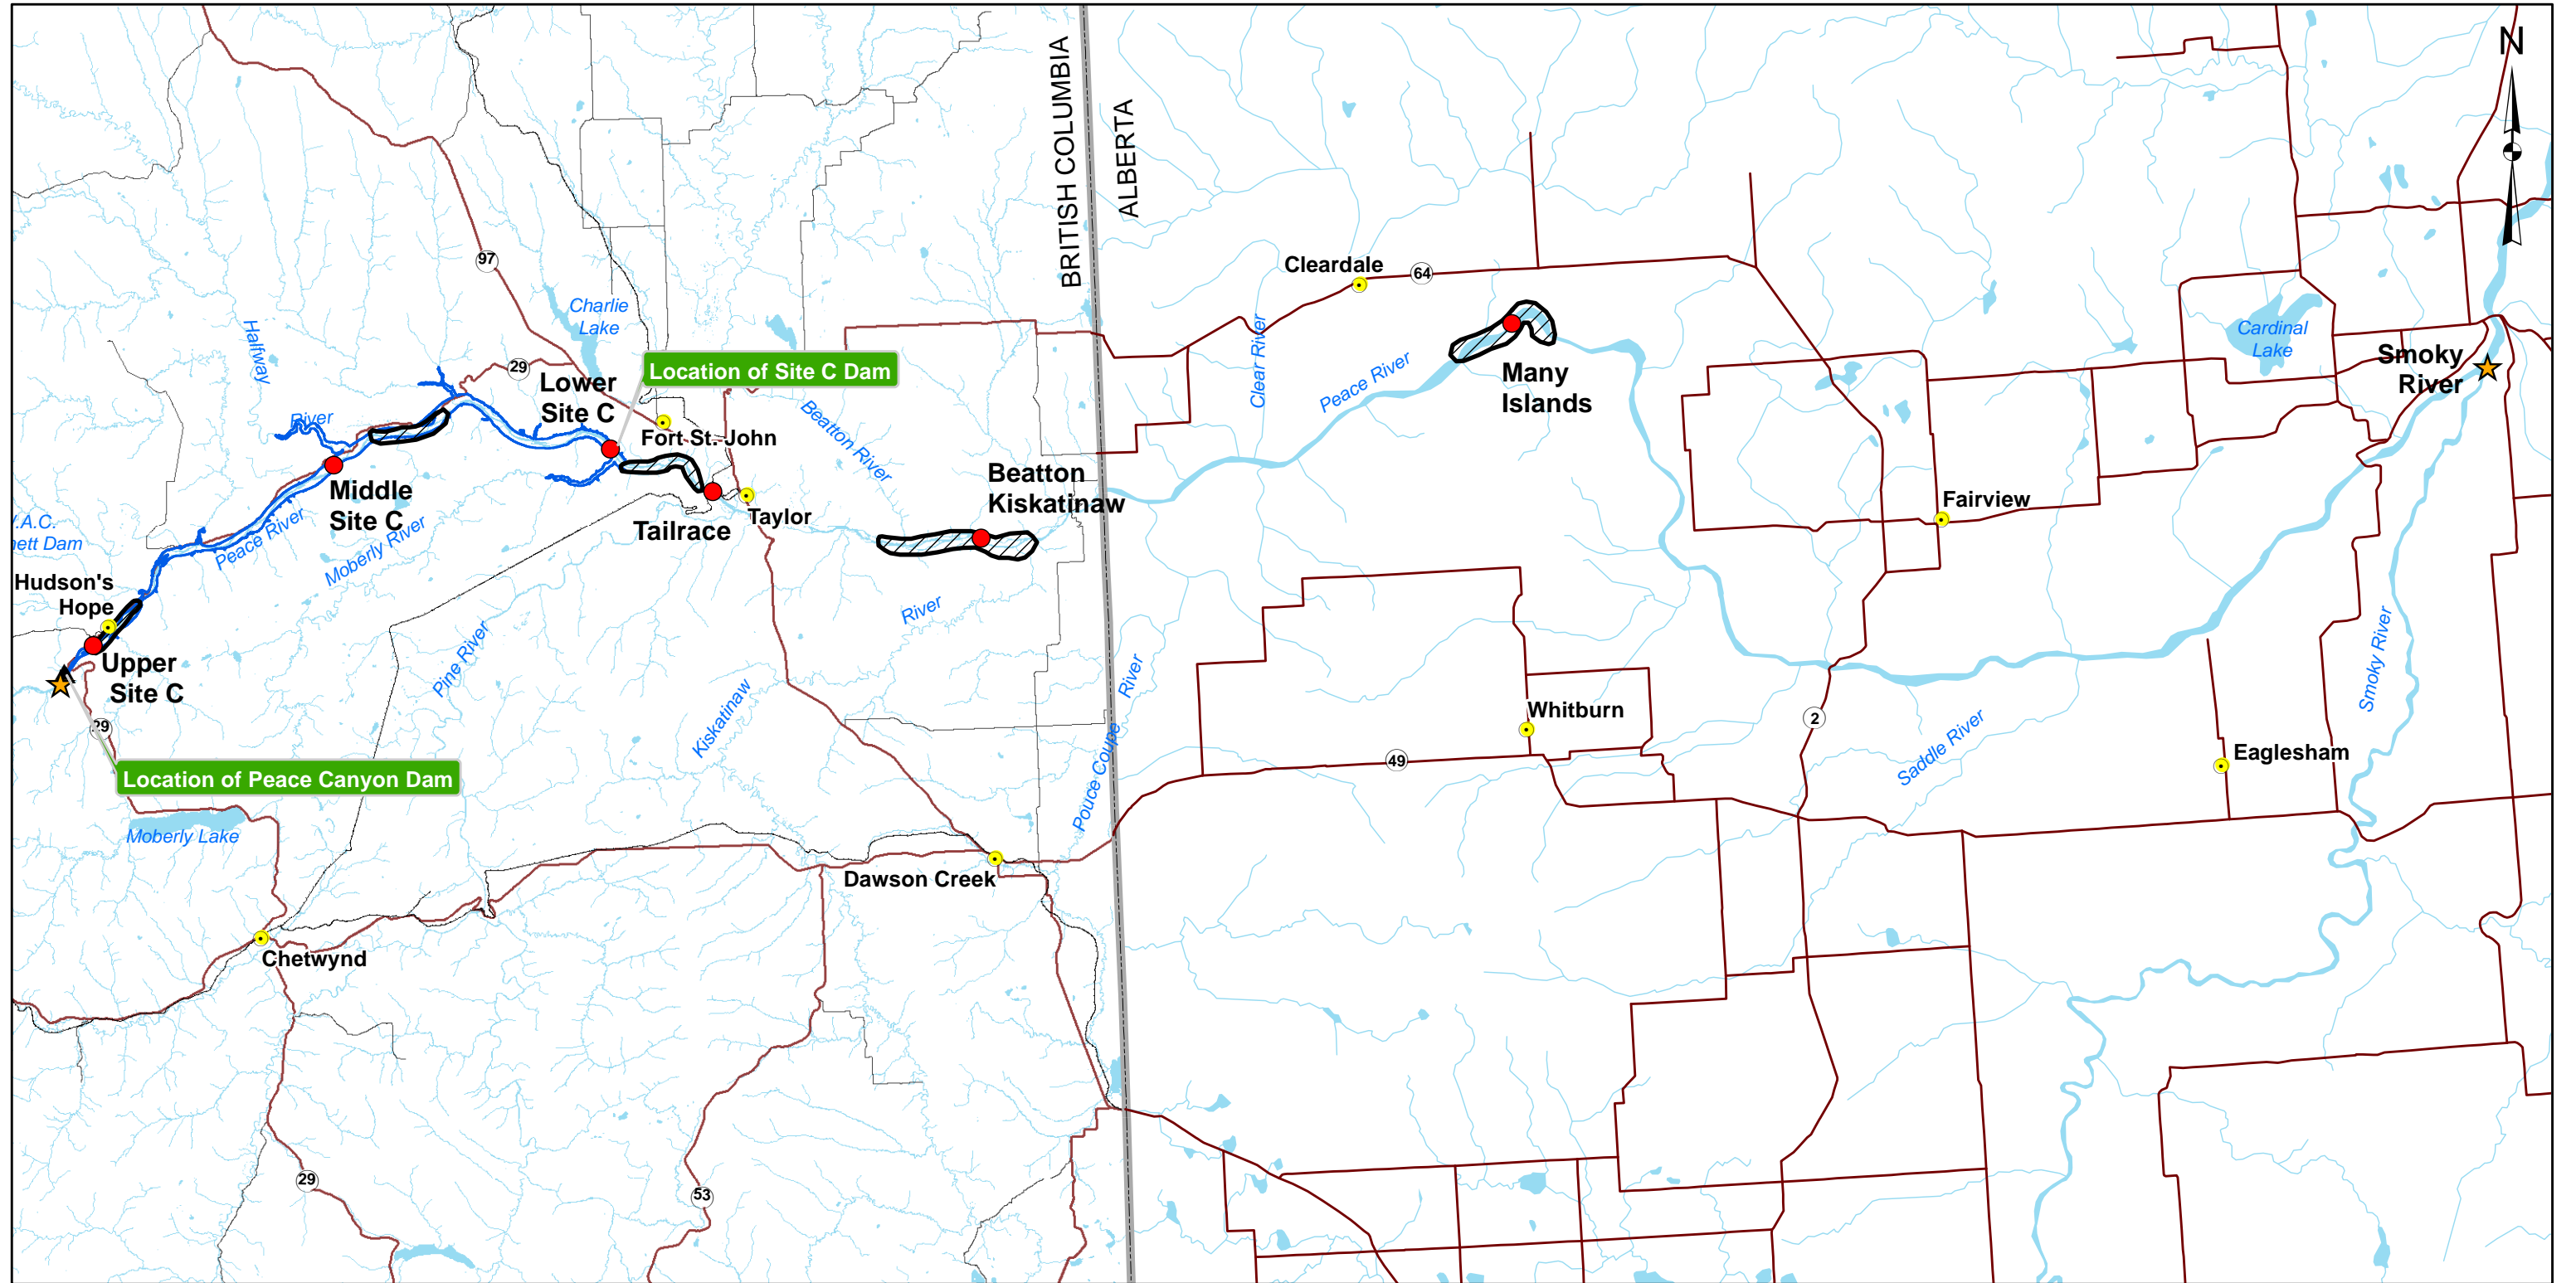 N
BRITISH COLUMBIA
ALBERTA
97
Cleardale
64
Charlie
Lake
Halfway
Clear River
Cardinal
Lake
29
Location of Site C Dam
Lower
Site C
Peace River
Many
Islands
Smoky
River
River
Fort St. John
Beatton River
Middle
Site C
Beatton
Kiskatinaw
Fairview
Tailrace
Taylor
Peace River
Moberly River
Dam
Hudson's
Hope
River
Upper
Site C
Pine River
Kiskatinaw
River
Pouce Coupe
Smoky River
29
Whitburn
2
Saddle River
Eaglesham
49
Location of Peace Canyon Dam
Moberly Lake
Dawson Creek
Chetwynd
29
53